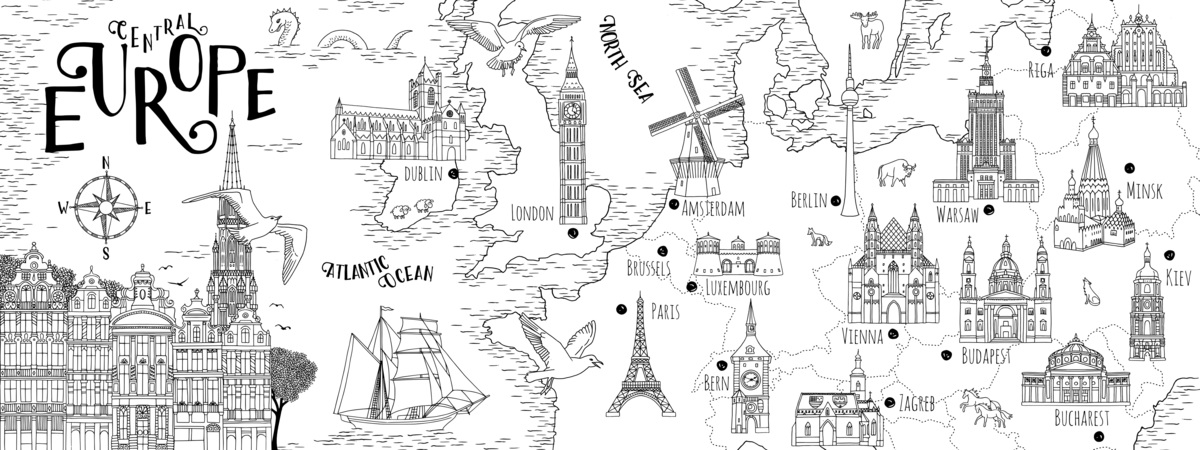 CENTRAL
EUROPE
N
W
E
S
ATLANTIC
OCEAN
NORTH SEA
DUBLIN
LONDON
AMSTERDAM
BRUSSELS
LUXEMBOURG
PARIS
BERN
BERLIN
VIENNA
ZAGREB
WARSAW
BUDAPEST
RIGA
MINSK
KIEV
BUCHAREST